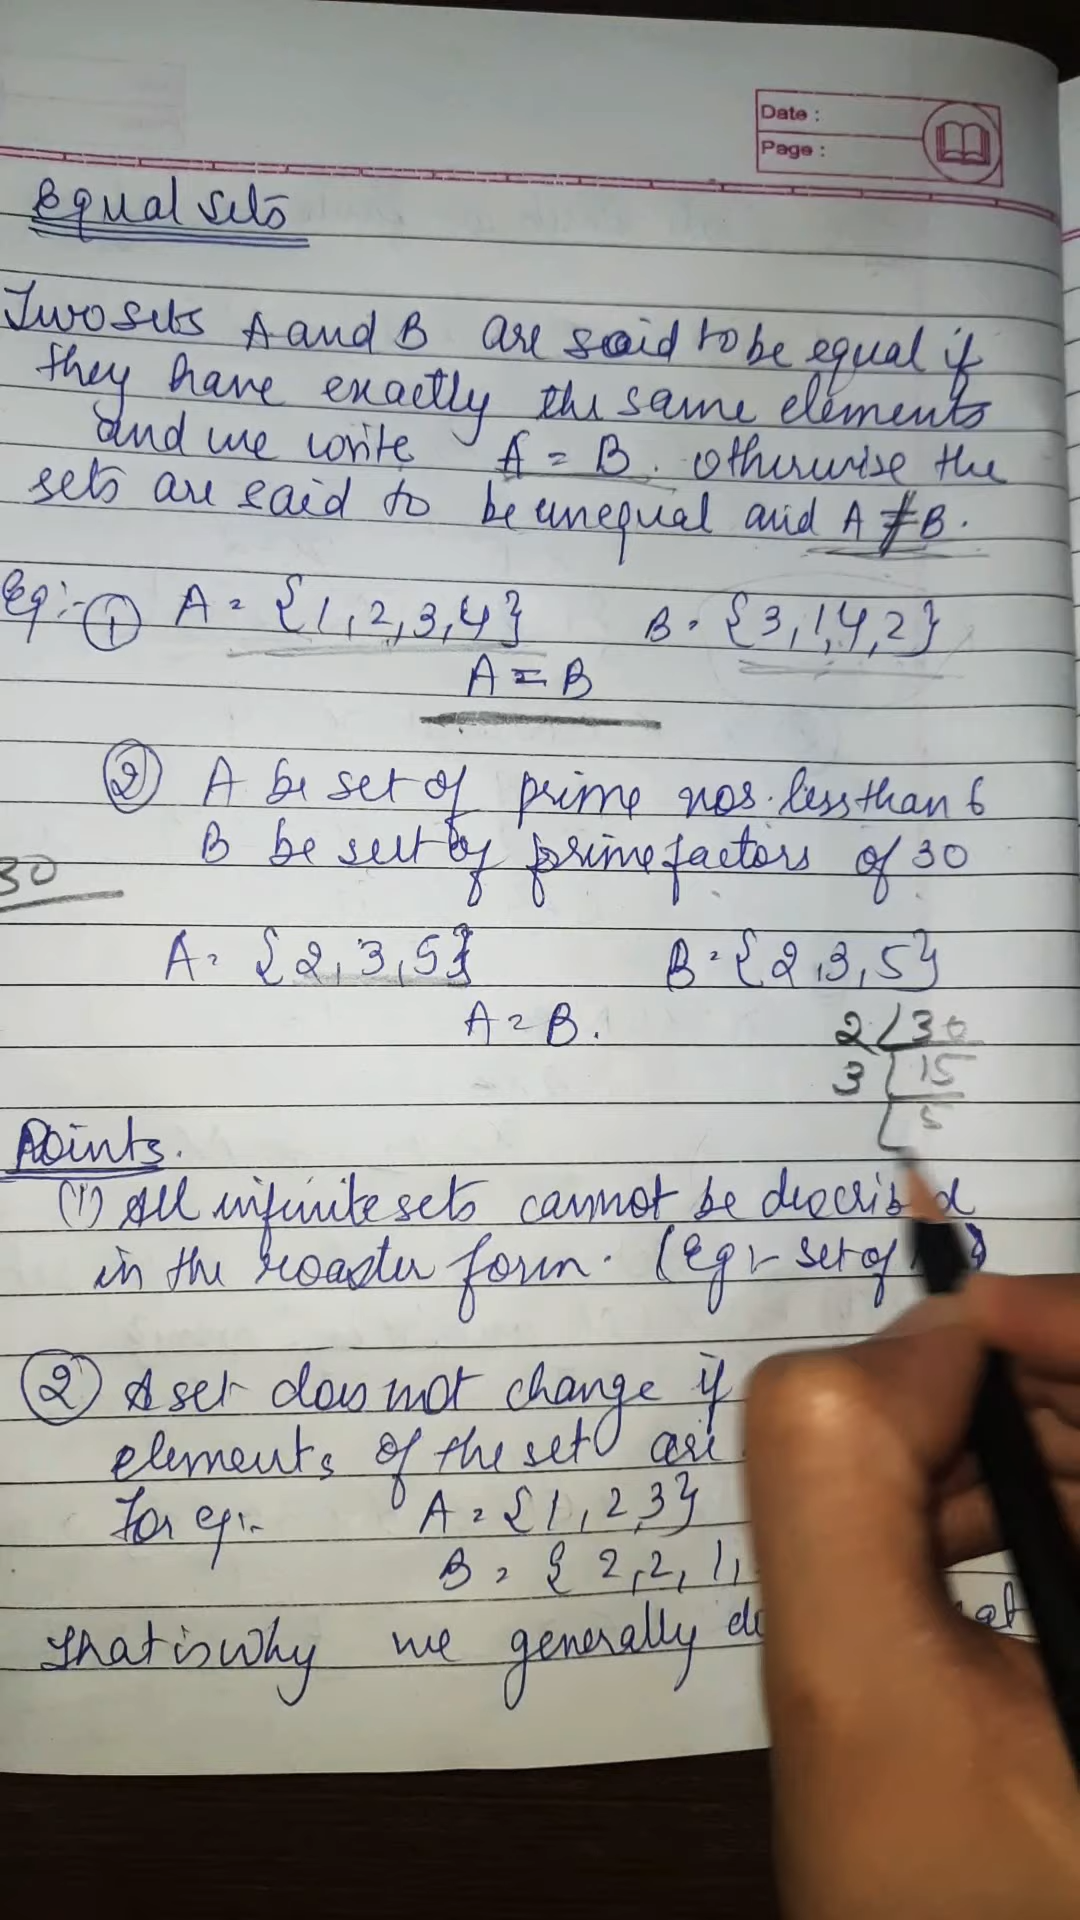 Date :
Page :
Equal sets
Two sets A and B are said to be equal if
they have exactly the same elements
and we write A = B. otherwise the
sets are said to be unequal and A ≠ B.
Eg:- ① A = {1, 2, 3, 4} B = {3, 1, 4, 2}
A = B
② A be set of prime nos. less than 6
B be set of prime factors of 30
30
A = {2, 3, 5} B = {2, 3, 5}
A = B.
2 | 30
3 | 15
5
Points.
(1) All infinite sets cannot be described
in the roaster form. (Eg:- set of
② A set does not change if
elements of the set are
For eg:- A = {1, 2, 3}
B = { 2, 2, 1,
That is why we generally